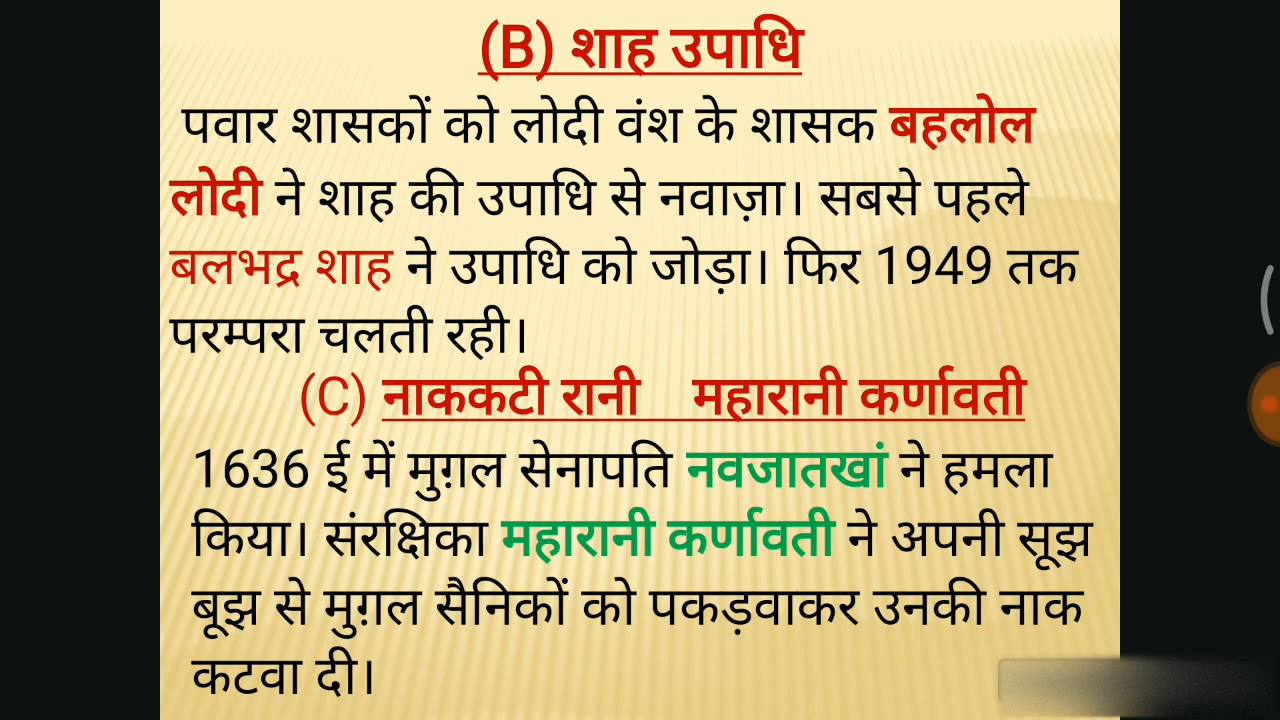 (B) शाह उपाधि
पवार शासकों को लोदी वंश के शासक बहलोल
लोदी ने शाह की उपाधि से नवाज़ा। सबसे पहले
बलभद्र शाह ने उपाधि को जोड़ा। फिर 1949 तक
परम्परा चलती रही।
(C) नाककटी रानी महारानी कर्णावती
1636 ई में मुग़ल सेनापति नवजातखां ने हमला
किया। संरक्षिका महारानी कर्णावती ने अपनी सूझ
बूझ से मुग़ल सैनिकों को पकड़वाकर उनकी नाक
कटवा दी।